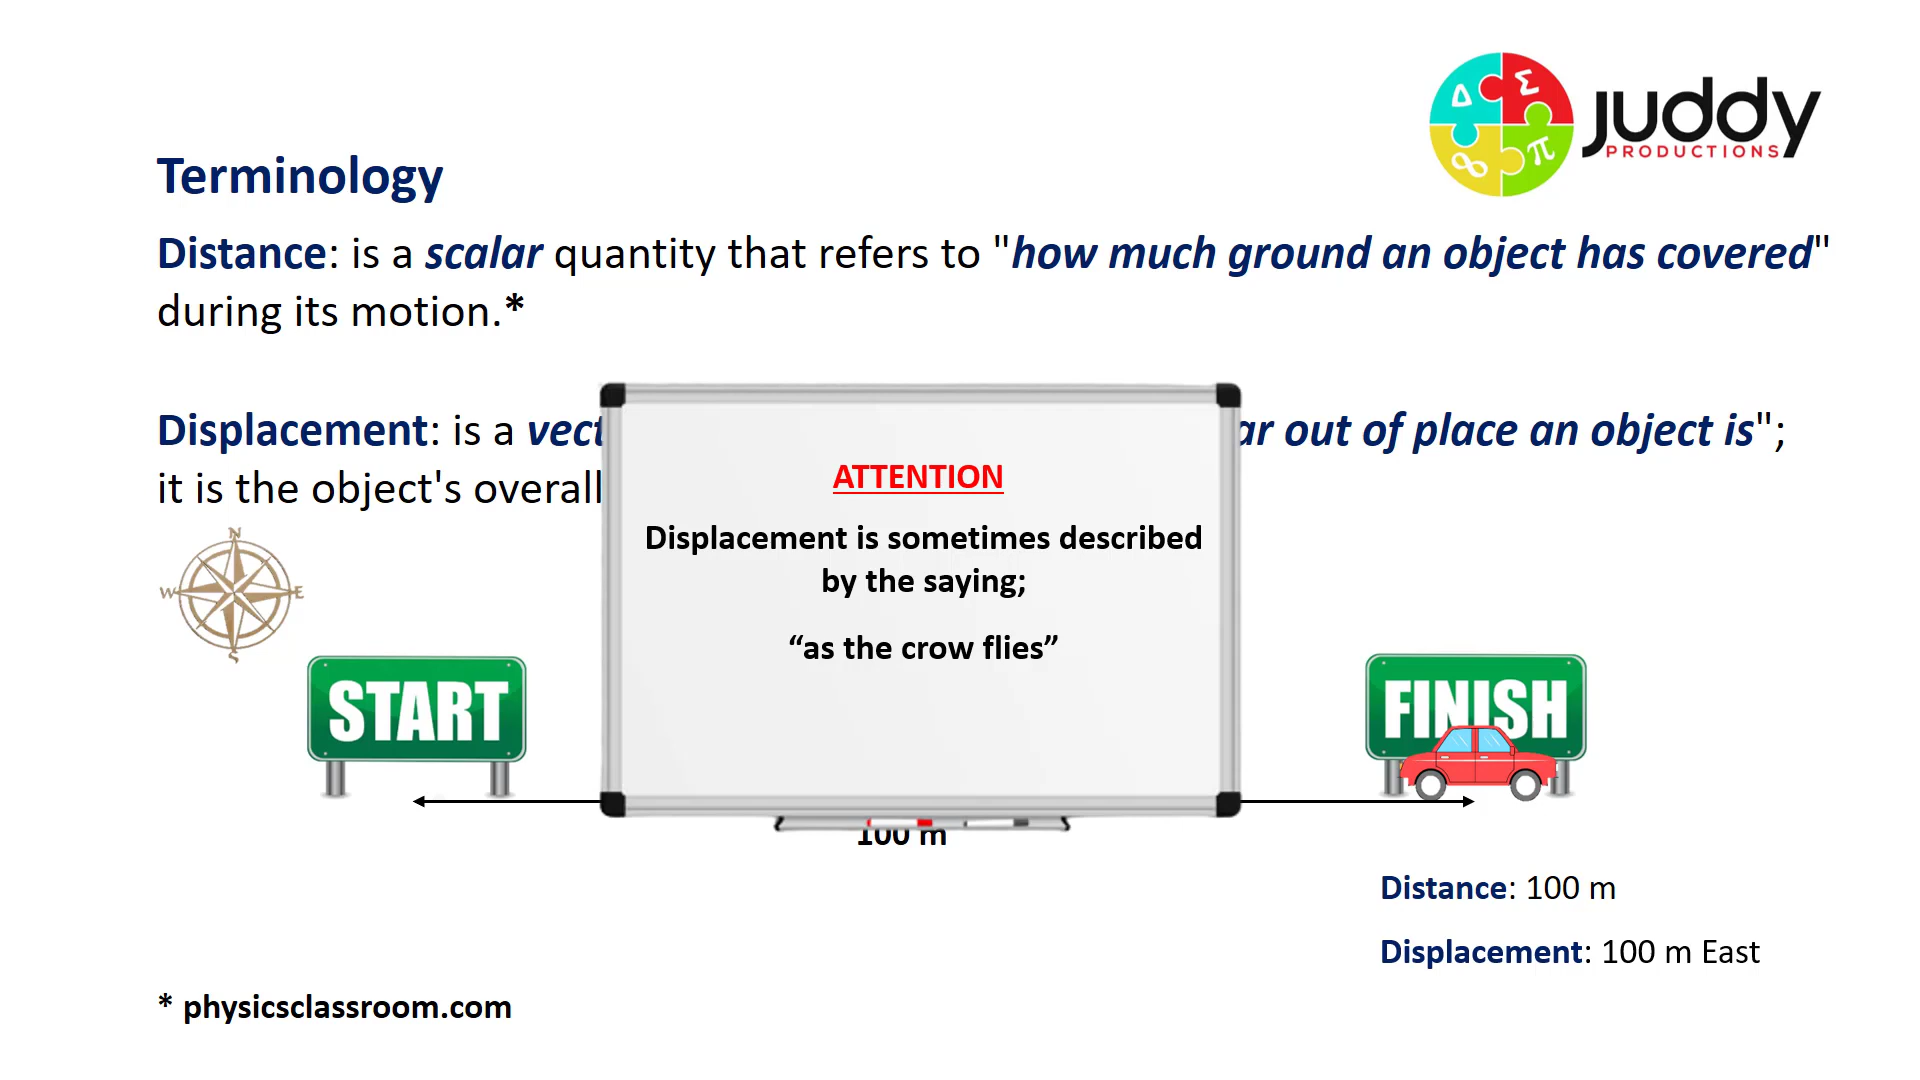 Δ Σ
∞ π
juddy
PRODUCTIONS
Terminology
Distance: is a scalar quantity that refers to "how much ground an object has covered"
during its motion.*
Displacement: is a out of place an object is";
it is the object's overall
ATTENTION
Displacement is sometimes described
by the saying;
“as the crow flies”
N
W E
S
START
FINISH
100 m
Distance: 100 m
Displacement: 100 m East
* physicsclassroom.com